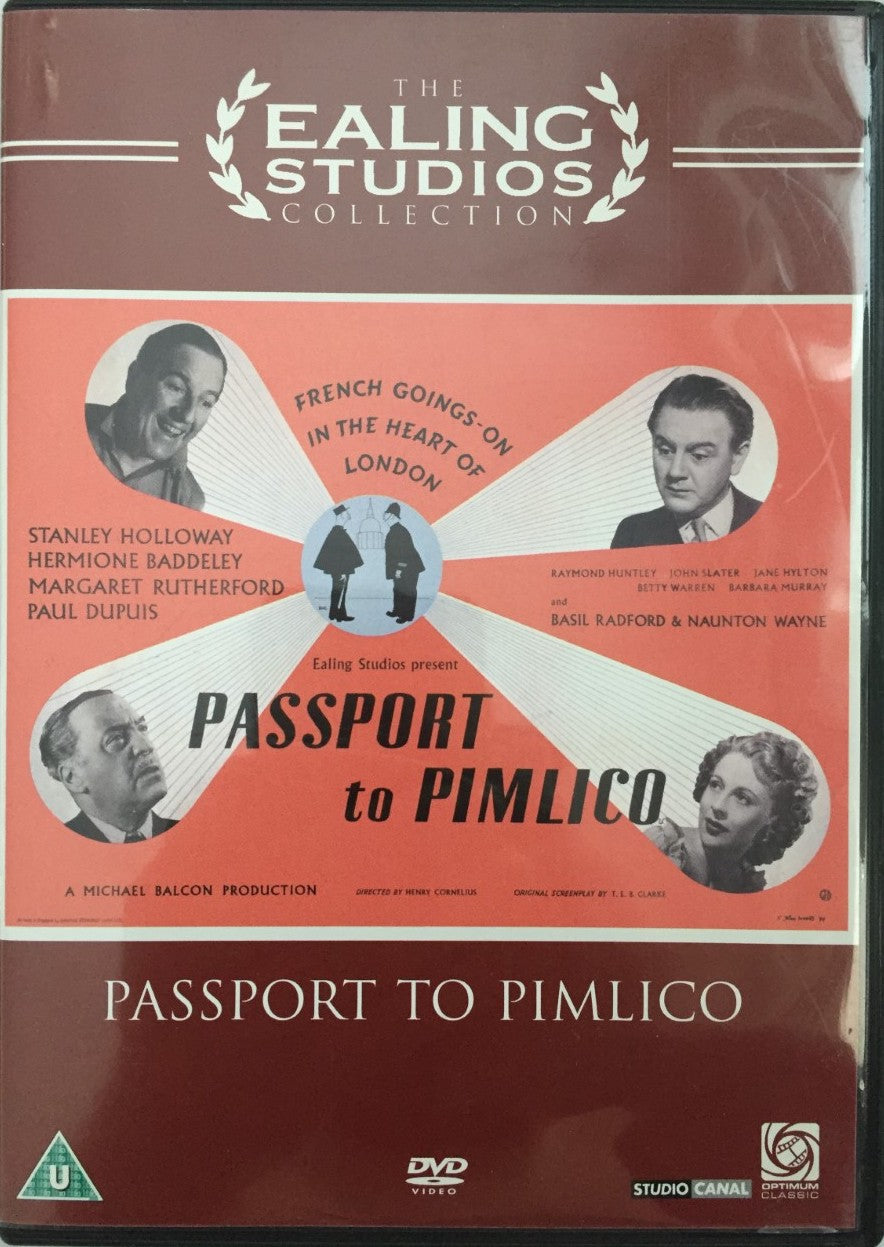 THE
EALING
STUDIOS
COLLECTION
FRENCH GOINGS-ON
IN THE HEART OF
LONDON
STANLEY HOLLOWAY
HERMIONE BADDELEY
MARGARET RUTHERFORD
PAUL DUPUIS
RAYMOND HUNTLEY JOHN SLATER JANE HYLTON
BETTY WARREN BARBARA MURRAY
and
BASIL RADFORD & NAUNTON WAYNE
Ealing Studios present
PASSPORT
to PIMLICO
A MICHAEL BALCON PRODUCTION DIRECTED BY HENRY CORNELIUS ORIGINAL SCREENPLAY BY T. E. B. CLARKE
PASSPORT TO PIMLICO
U
DVD
VIDEO
STUDIO CANAL
OPTIMUM
CLASSIC